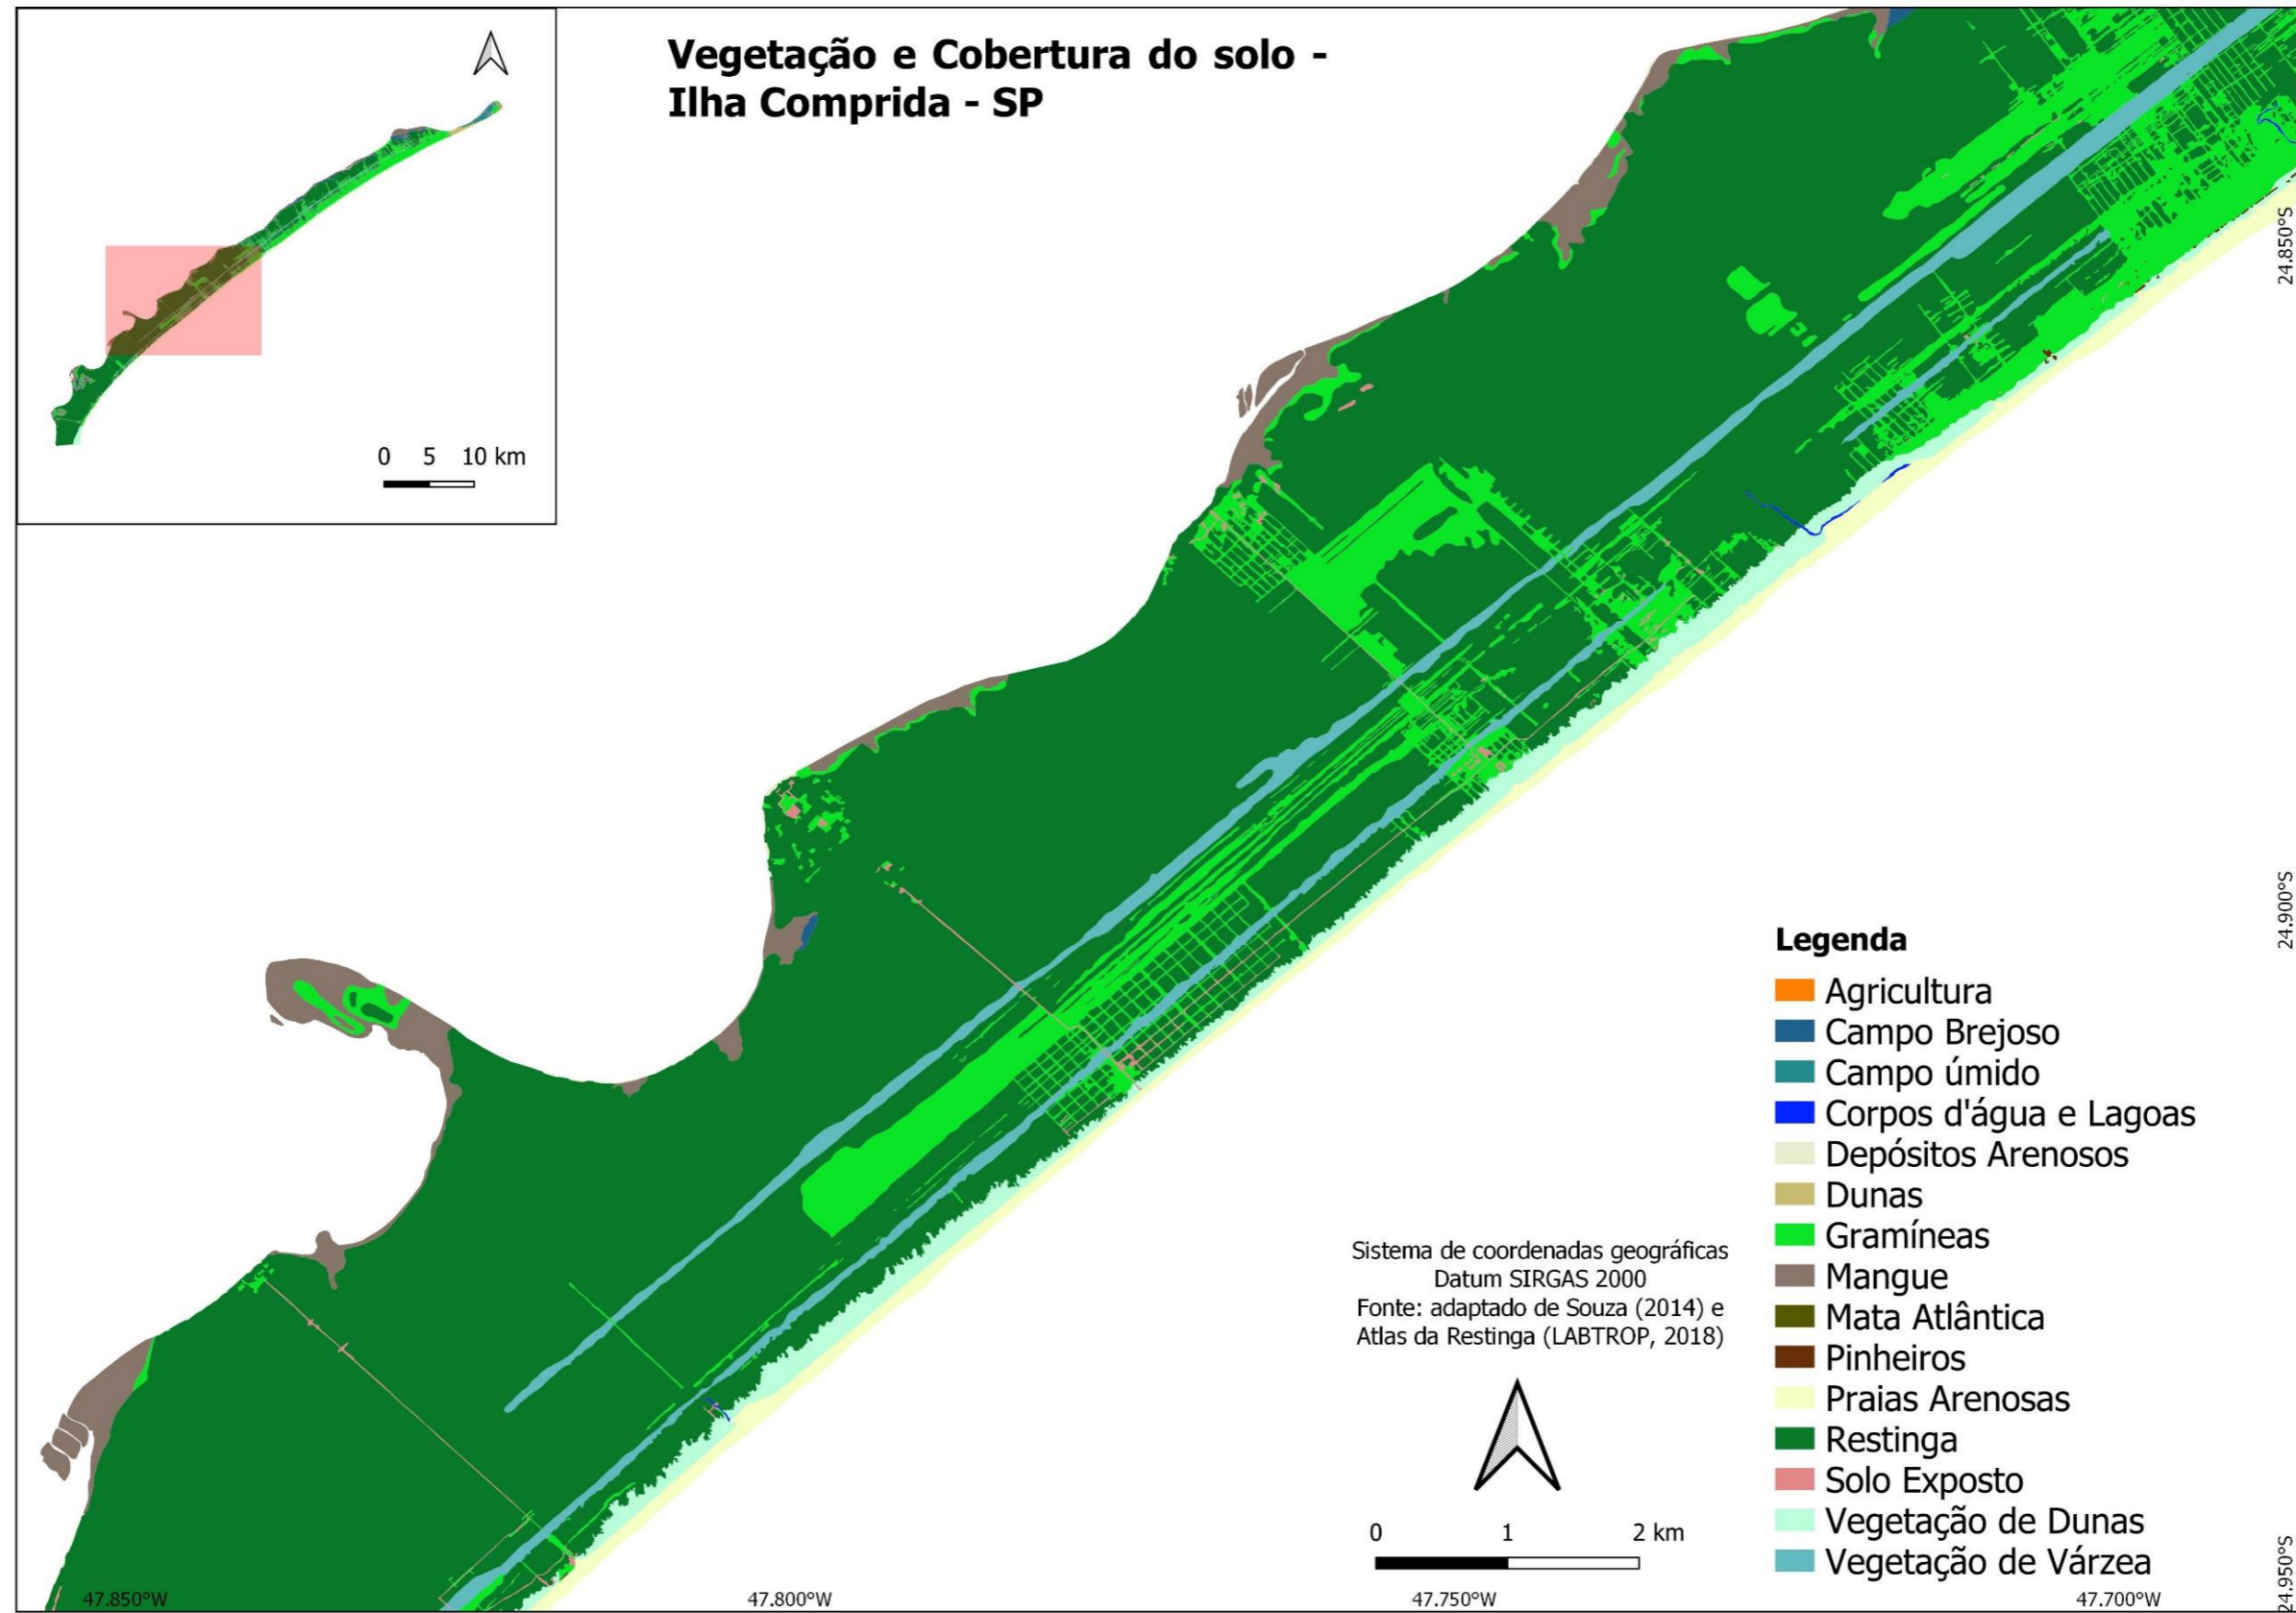 Vegetação e Cobertura do solo -
Ilha Comprida - SP
0 5 10 km
24.850°S
24.900°S
24.950°S
Legenda
Agricultura
Campo Brejoso
Campo úmido
Corpos d'água e Lagoas
Depósitos Arenosos
Dunas
Gramíneas
Mangue
Mata Atlântica
Pinheiros
Praias Arenosas
Restinga
Solo Exposto
Vegetação de Dunas
Vegetação de Várzea
Sistema de coordenadas geográficas
Datum SIRGAS 2000
Fonte: adaptado de Souza (2014) e
Atlas da Restinga (LABTROP, 2018)
0 1 2 km
47.850°W 47.800°W 47.750°W 47.700°W